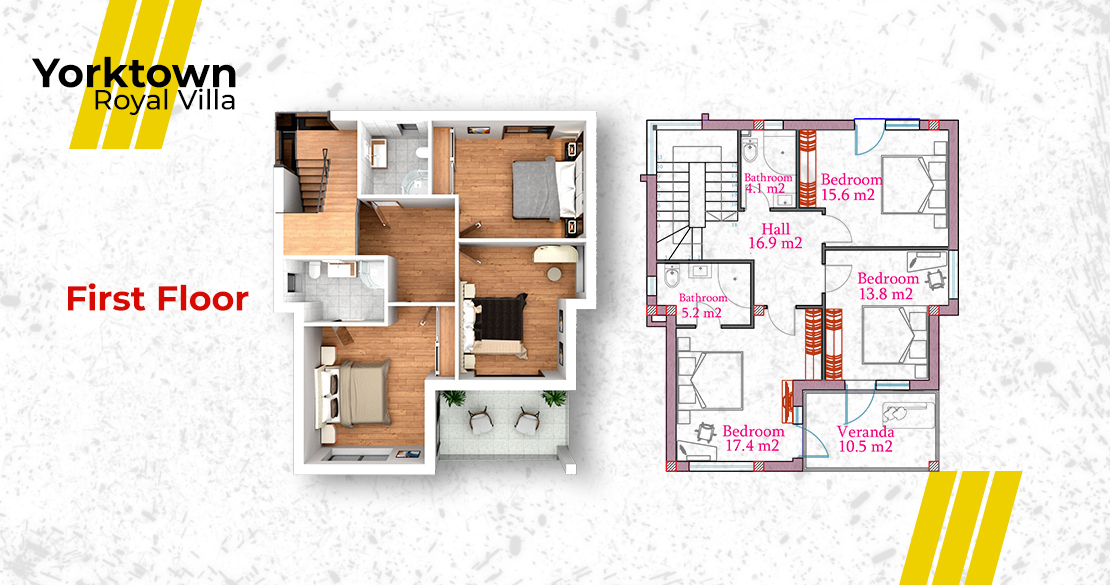 Yorktown
Royal Villa
First Floor
Bathroom
4.1 m2
Bedroom
15.6 m2
Hall
16.9 m2
Bedroom
13.8 m2
Bathroom
5.2 m2
Bedroom
17.4 m2
Veranda
10.5 m2